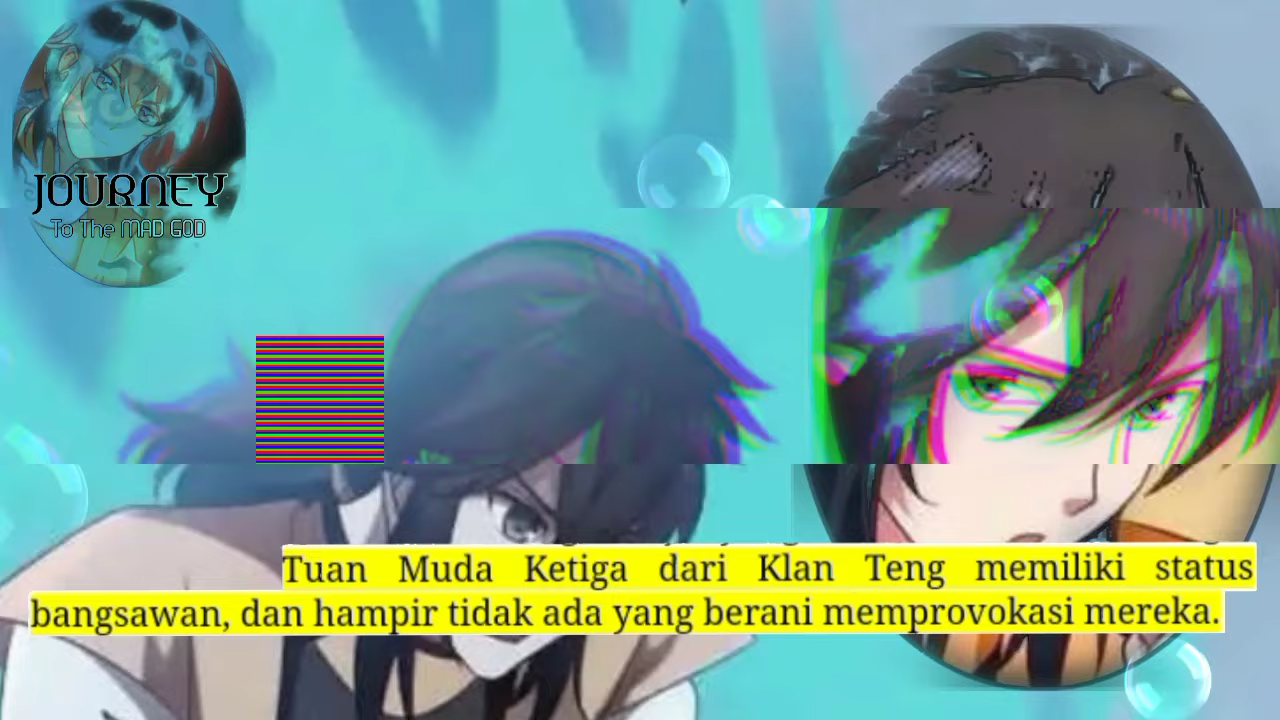 JOURNEY
To The MAD GOD
Tuan Muda Ketiga dari Klan Teng memiliki status
bangsawan, dan hampir tidak ada yang berani memprovokasi mereka.